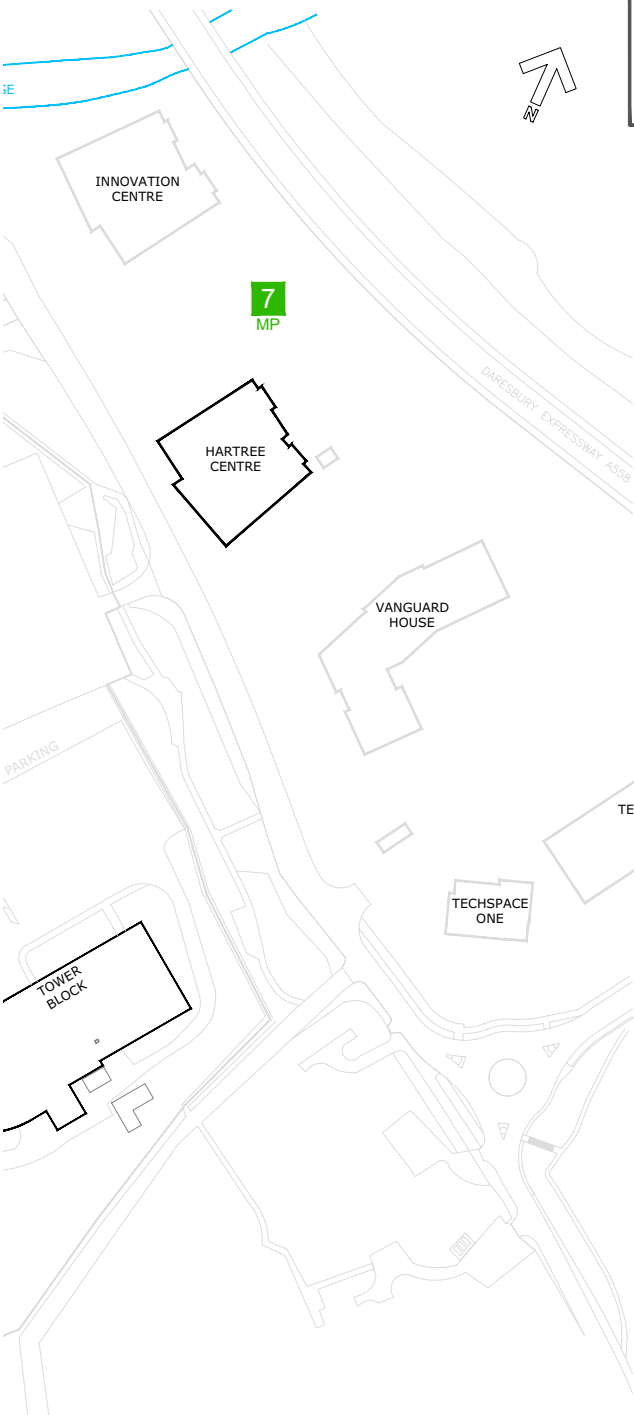 GE
N
INNOVATION
CENTRE
7
MP
DARESBURY EXPRESSWAY A558
HARTREE
CENTRE
VANGUARD
HOUSE
PARKING
TE
TECHSPACE
ONE
TOWER
BLOCK